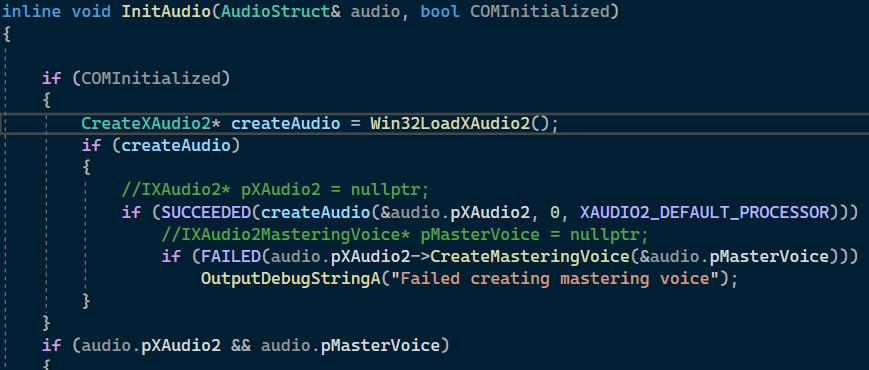 inline void InitAudio(AudioStruct& audio, bool COMInitialized)
{
if (COMInitialized)
{
CreateXAudio2* createAudio = Win32LoadXAudio2();
if (createAudio)
{
//IXAudio2* pXAudio2 = nullptr;
if (SUCCEEDED(createAudio(&audio.pXAudio2, 0, XAUDIO2_DEFAULT_PROCESSOR)))
//IXAudio2MasteringVoice* pMasterVoice = nullptr;
if (FAILED(audio.pXAudio2->CreateMasteringVoice(&audio.pMasterVoice)))
OutputDebugStringA("Failed creating mastering voice");
}
}
if (audio.pXAudio2 && audio.pMasterVoice)
{